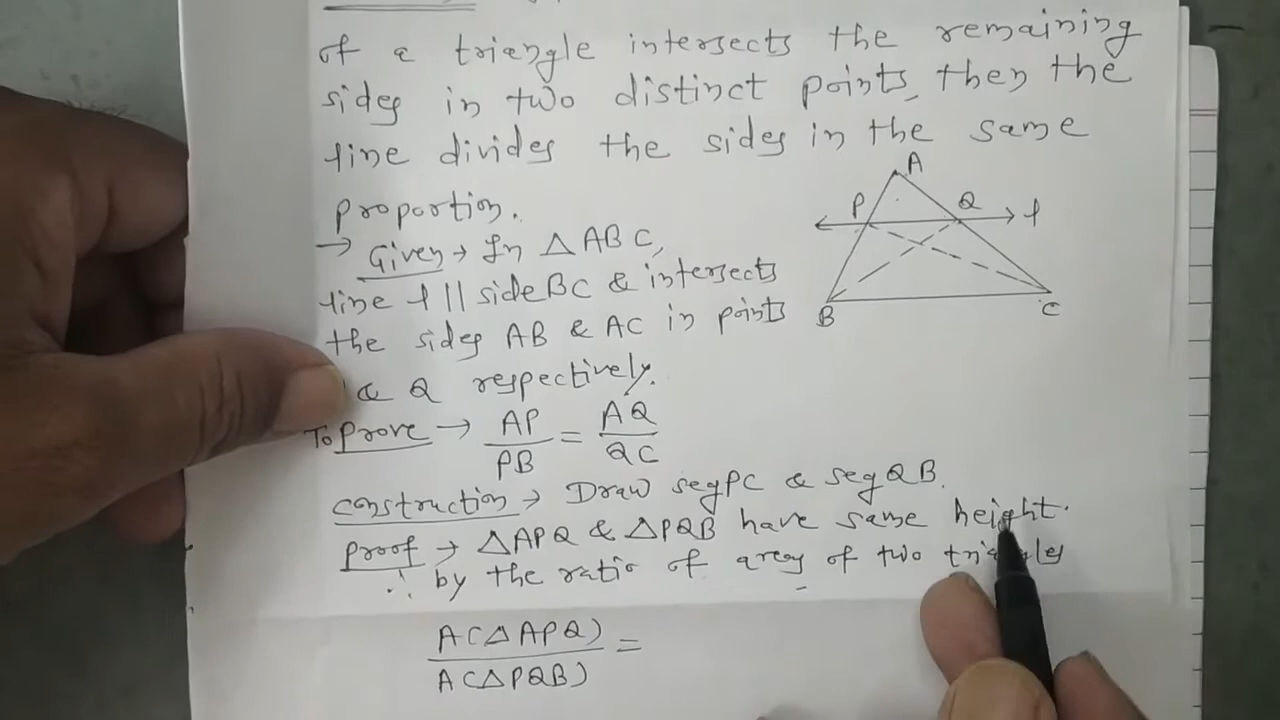 of a triangle intersects the remaining
sides in two distinct points, then the
line divides the sides in the same
proportion.
→ Given → In △ABC,
line l || side BC & intersects
the sides AB & AC in points
& Q respectively.
To prove → AP/PB = AQ/QC
construction → Draw seg PC & seg QB.
proof → △APQ & △PQB have same height.
∴ by the ratio of areas of two triangles
A(△APQ)/A(△PQB) =
A
P Q l
B C